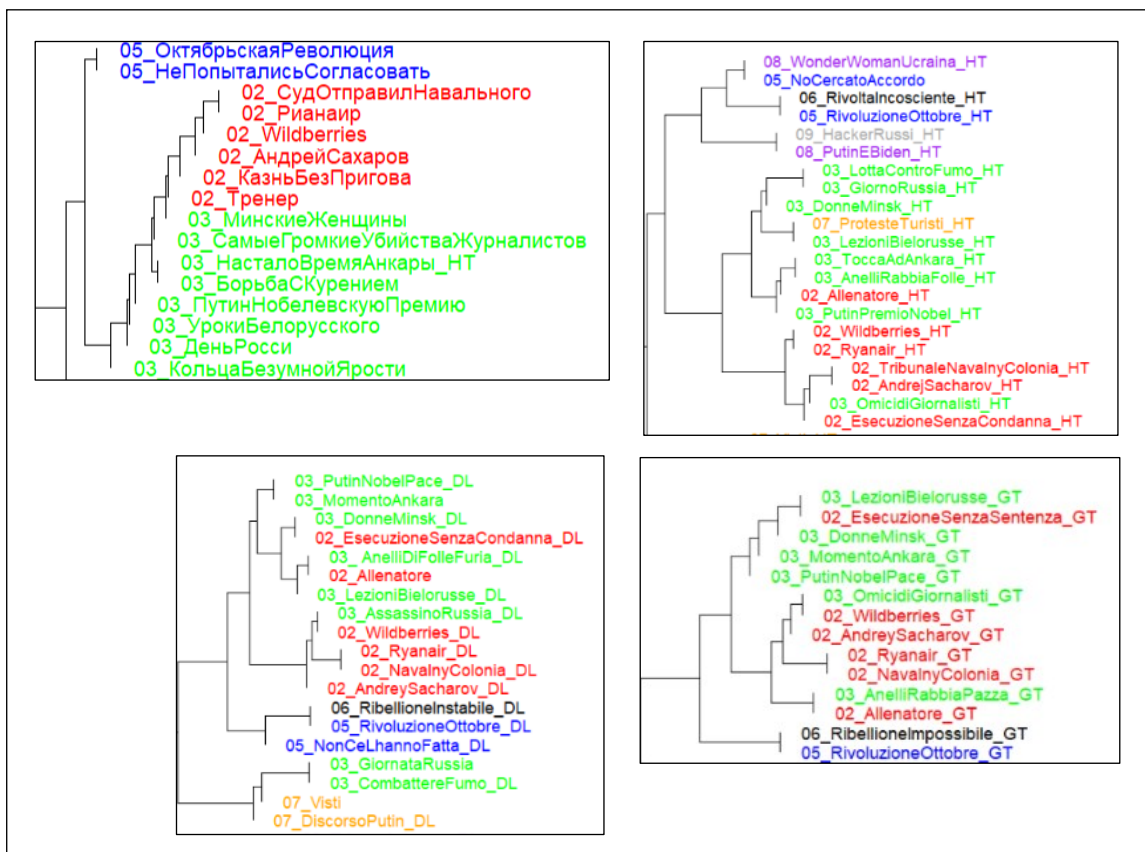 05_ОктябрьскаяРеволюция
05_НеПопыталисьСогласовать
02_СудОтправилНавального
02_Рианаир
02_Wildberries
02_АндрейСахаров
02_КазньБезПригова
02_Тренер
03_МинскиеЖенщины
03_СамыеГромкиеУбийстваЖурналистов
03_НасталоВремяАнкары_HT
03_БорьбаСКурением
03_ПутинНобелевскуюПремию
03_УрокиБелорусского
03_ДеньРосси
03_КольцаБезумнойЯрости
08_WonderWomanUcraina_HT
05_NoCercatoAccordo
06_RivoltaIncosciente_HT
05_RivoluzioneOttobre_HT
09_HackerRussi_HT
08_PutinEBiden_HT
03_LottaControFumo_HT
03_GiornoRussia_HT
03_DonneMinsk_HT
07_ProtesteTuristi_HT
03_LezioniBielorusse_HT
03_ToccaAdAnkara_HT
03_AnelliRabbiaFolle_HT
02_Allenatore_HT
03_PutinPremioNobel_HT
02_Wildberries_HT
02_Ryanair_HT
02_TribunaleNavalnyColonia_HT
02_AndrejSacharov_HT
03_OmicidiGiornalisti_HT
02_EsecuzioneSenzaCondanna_HT
03_PutinNobelPace_DL
03_MomentoAnkara
03_DonneMinsk_DL
02_EsecuzioneSenzaCondanna_DL
03_AnelliDiFolleFuria_DL
02_Allenatore
03_LezioniBielorusse_DL
03_AssassinoRussia_DL
02_Wildberries_DL
02_Ryanair_DL
02_NavalnyColonia_DL
02_AndreySacharov_DL
06_RibellioneInstabile_DL
05_RivoluzioneOttobre_DL
05_NonCeLhannoFatta_DL
03_GiornataRussia
03_CombattereFumo_DL
07_Visti
07_DiscorsoPutin_DL
03_LezioniBielorusse_GT
02_EsecuzioneSenzaSentenza_GT
03_DonneMinsk_GT
03_MomentoAnkara_GT
03_PutinNobelPace_GT
03_OmicidiGiornalisti_GT
02_Wildberries_GT
02_AndreySacharov_GT
02_Ryanair_GT
02_NavalnyColonia_GT
03_AnelliRabbiaPazza_GT
02_Allenatore_GT
06_RibellioneImpossibile_GT
05_RivoluzioneOttobre_GT